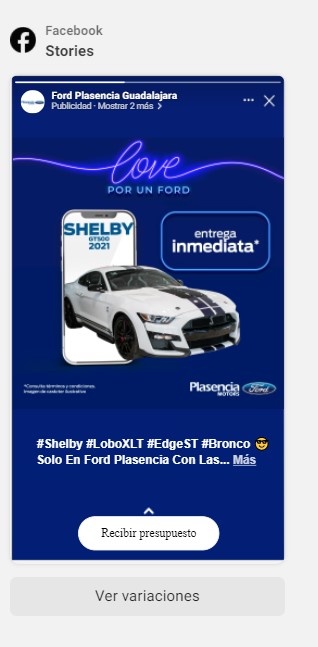 Facebook
Stories
Ford Plasencia Guadalajara
Publicidad · Mostrar 2 más >
love
POR UN FORD
SHELBY
GT500
2021
entrega
inmediata*
*Consulta términos y condiciones.
Imagen de carácter ilustrativo
Plasencia
MOTORS
Ford
#Shelby #LoboXLT #EdgeST #Bronco 😎
Solo En Ford Plasencia Con Las... Más
Recibir presupuesto
Ver variaciones